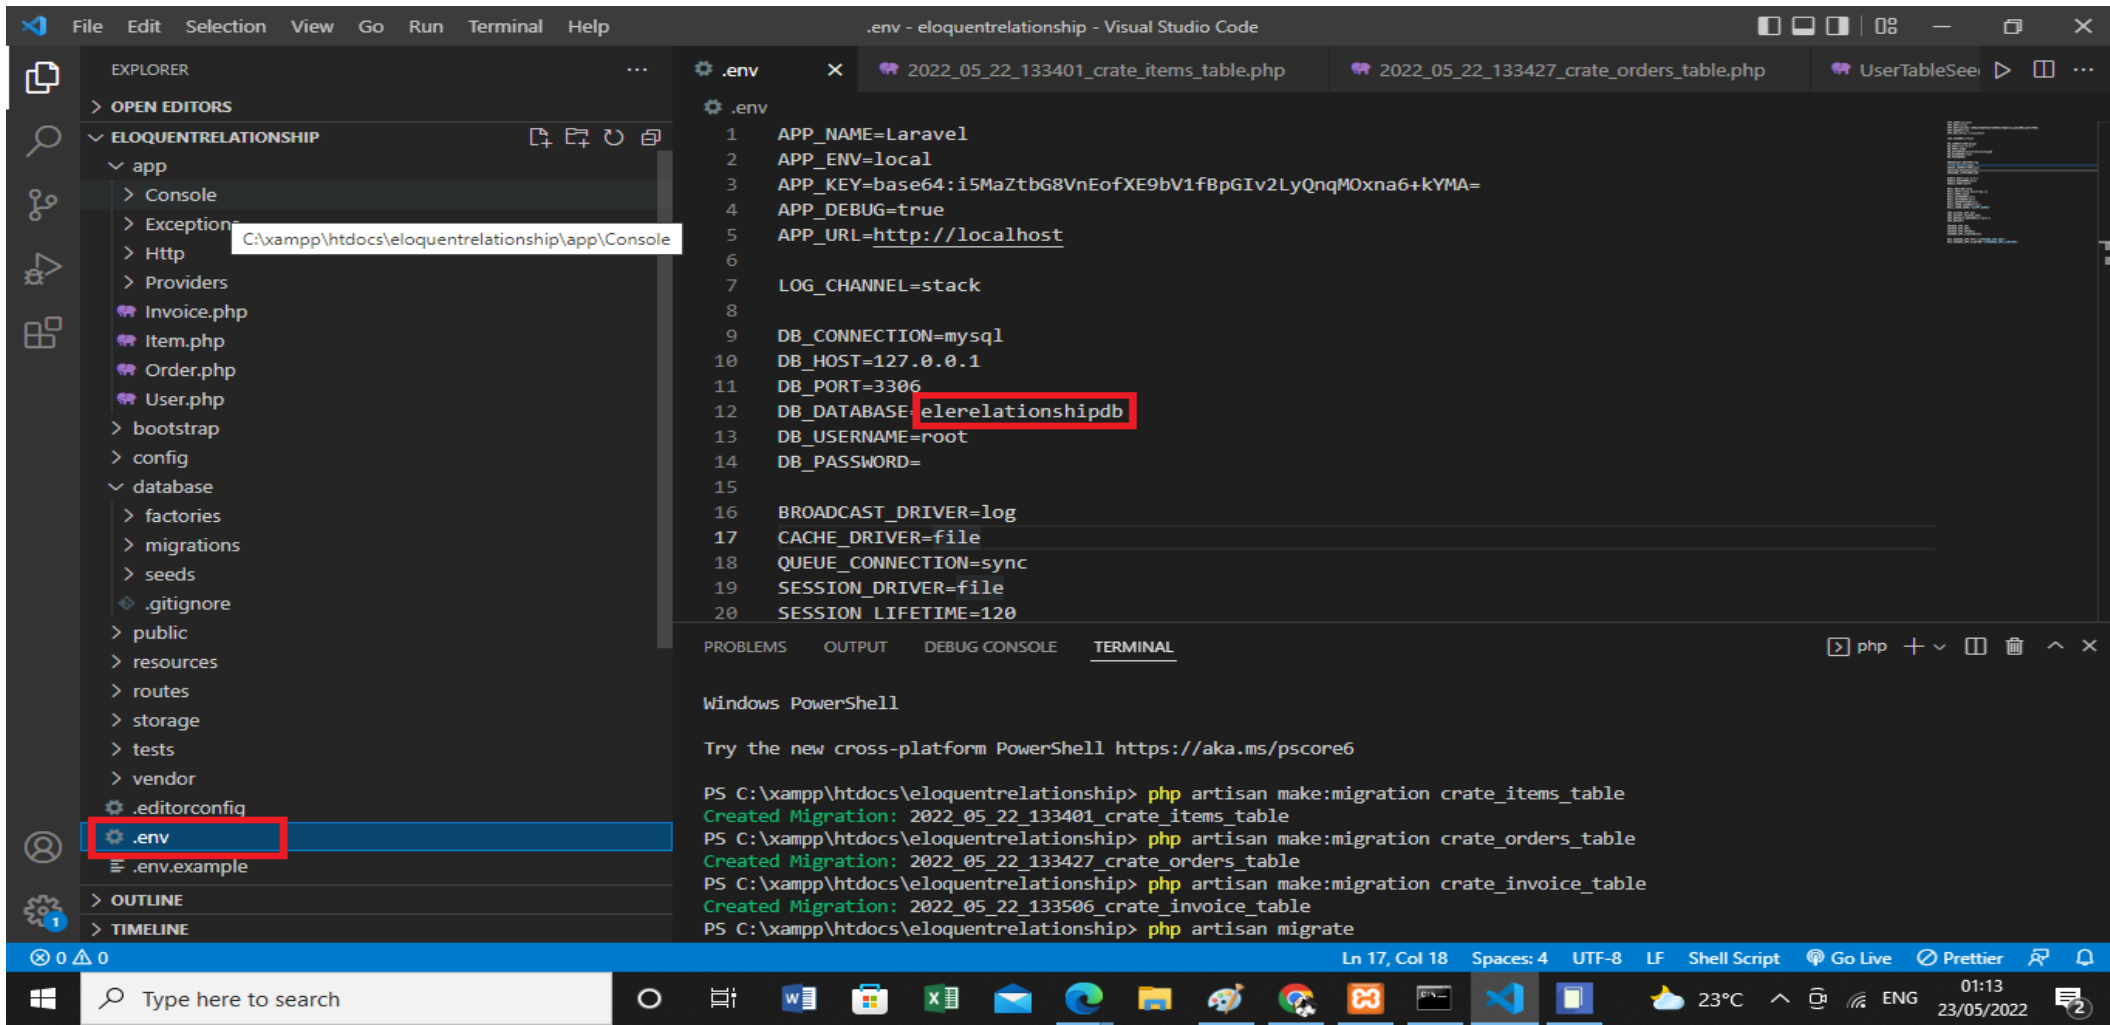 File Edit Selection View Go Run Terminal Help
.env - eloquentrelationship - Visual Studio Code
EXPLORER
OPEN EDITORS
ELOQUENTRELATIONSHIP
app
Console
Exceptions
C:\xampp\htdocs\eloquentrelationship\app\Console
Http
Providers
Invoice.php
Item.php
Order.php
User.php
bootstrap
config
database
factories
migrations
seeds
.gitignore
public
resources
routes
storage
tests
vendor
.editorconfig
.env
.env.example
OUTLINE
TIMELINE
.env 2022_05_22_133401_crate_items_table.php 2022_05_22_133427_crate_orders_table.php UserTableSee
.env
1 APP_NAME=Laravel
2 APP_ENV=local
3 APP_KEY=base64:i5MaZtbG8VnEofXE9bV1fBpGIv2LyQnqMOxna6+kYMA=
4 APP_DEBUG=true
5 APP_URL=http://localhost
6
7 LOG_CHANNEL=stack
8
9 DB_CONNECTION=mysql
10 DB_HOST=127.0.0.1
11 DB_PORT=3306
12 DB_DATABASE=elerelationshipdb
13 DB_USERNAME=root
14 DB_PASSWORD=
15
16 BROADCAST_DRIVER=log
17 CACHE_DRIVER=file
18 QUEUE_CONNECTION=sync
19 SESSION_DRIVER=file
20 SESSION_LIFETIME=120
PROBLEMS OUTPUT DEBUG CONSOLE TERMINAL
php
Windows PowerShell
Try the new cross-platform PowerShell https://aka.ms/pscore6
PS C:\xampp\htdocs\eloquentrelationship> php artisan make:migration crate_items_table
Created Migration: 2022_05_22_133401_crate_items_table
PS C:\xampp\htdocs\eloquentrelationship> php artisan make:migration crate_orders_table
Created Migration: 2022_05_22_133427_crate_orders_table
PS C:\xampp\htdocs\eloquentrelationship> php artisan make:migration crate_invoice_table
Created Migration: 2022_05_22_133506_crate_invoice_table
PS C:\xampp\htdocs\eloquentrelationship> php artisan migrate
1
0 0
Ln 17, Col 18 Spaces: 4 UTF-8 LF Shell Script Go Live Prettier
Type here to search
23°C ENG
01:13
23/05/2022
2